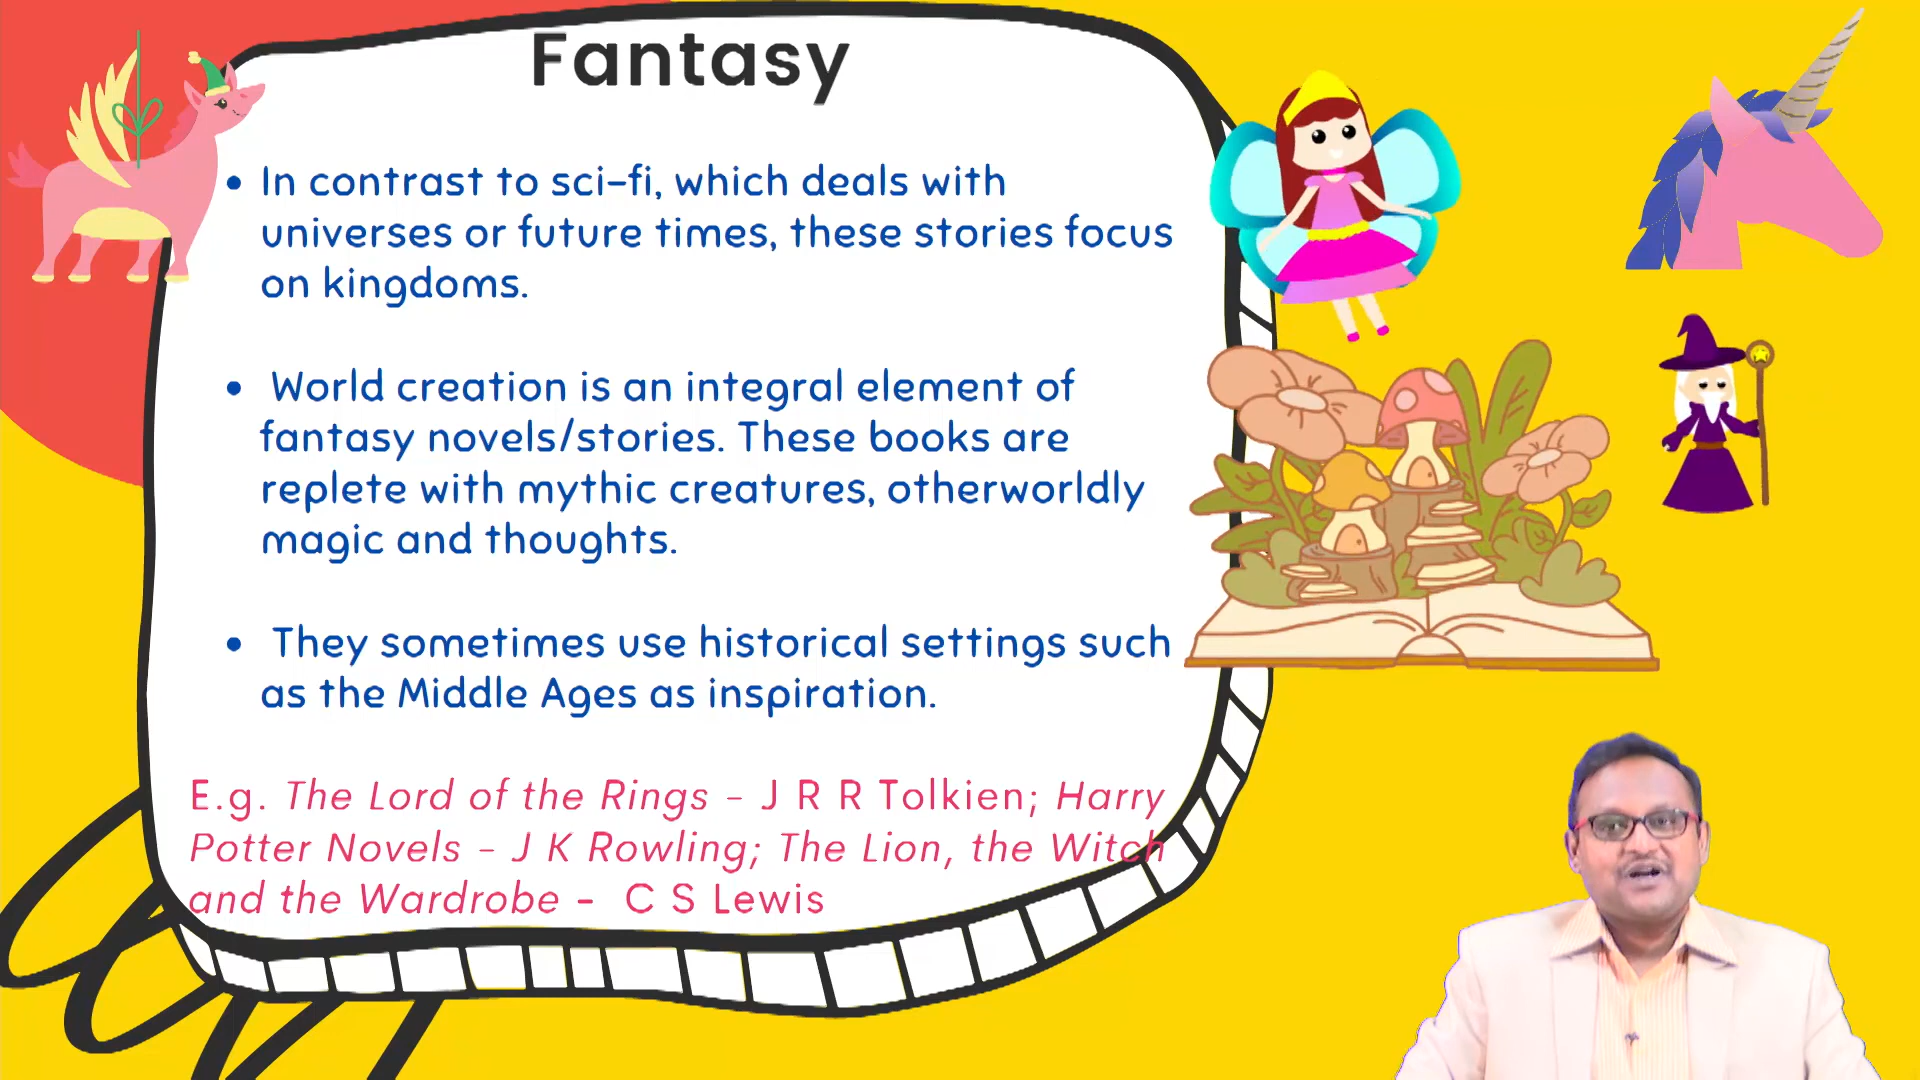 Fantasy
• In contrast to sci-fi, which deals with
universes or future times, these stories focus
on kingdoms.
• World creation is an integral element of
fantasy novels/stories. These books are
replete with mythic creatures, otherworldly
magic and thoughts.
• They sometimes use historical settings such
as the Middle Ages as inspiration.
E.g. The Lord of the Rings - J R R Tolkien; Harry
Potter Novels - J K Rowling; The Lion, the Witch
and the Wardrobe - C S Lewis